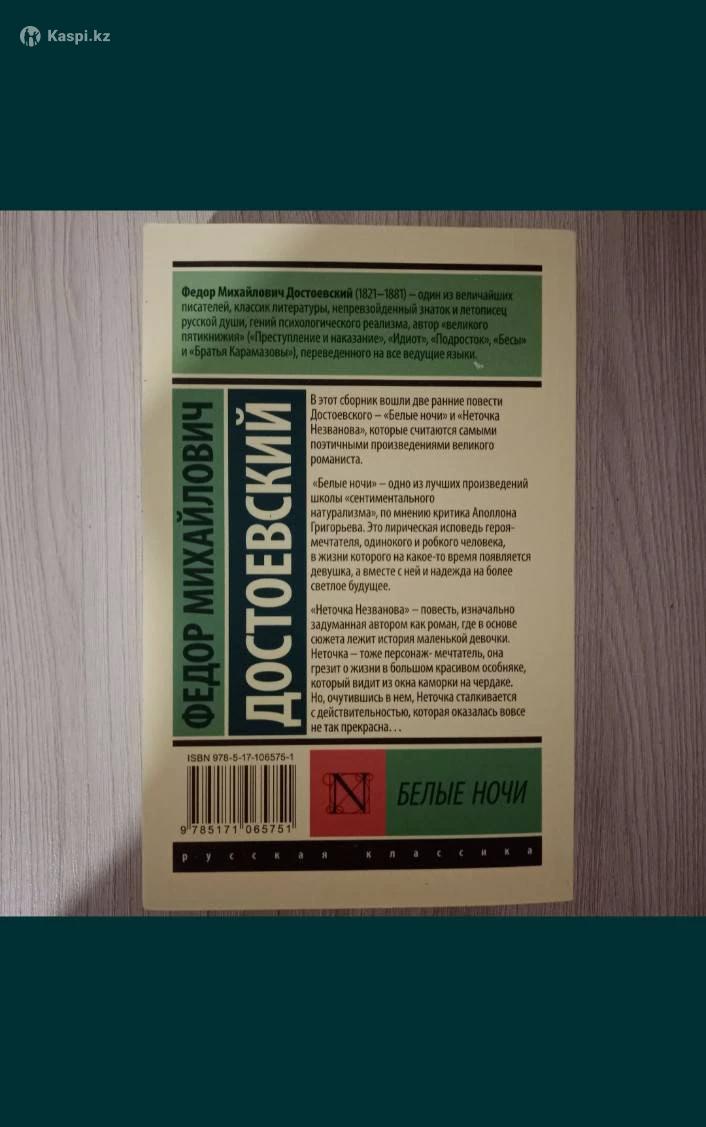 Kaspi.kz
Федор Михайлович Достоевский (1821–1881) – один из величайших
писателей, классик литературы, непревзойденный знаток и летописец
русской души, гений психологического реализма, автор «великого
пятикнижия» («Преступление и наказание», «Идиот», «Подросток», «Бесы»
и «Братья Карамазовы»), переведенного на все ведущие языки.
ФЕДОР МИХАЙЛОВИЧ
ДОСТОЕВСКИЙ
В этот сборник вошли две ранние повести
Достоевского – «Белые ночи» и «Неточка
Незванова», которые считаются самыми
поэтичными произведениями великого
романиста.
«Белые ночи» – одно из лучших произведений
школы «сентиментального
натурализма», по мнению критика Аполлона
Григорьева. Это лирическая исповедь героя-
мечтателя, одинокого и робкого человека,
в жизни которого на какое-то время появляется
девушка, а вместе с ней и надежда на более
светлое будущее.
«Неточка Незванова» – повесть, изначально
задуманная автором как роман, где в основе
сюжета лежит история маленькой девочки.
Неточка – тоже персонаж- мечтатель, она
грезит о жизни в большом красивом особняке,
который видит из окна каморки на чердаке.
Но, очутившись в нем, Неточка сталкивается
с действительностью, которая оказалась вовсе
не так прекрасна…
ISBN 978-5-17-106575-1
9 785171 065751
N
БЕЛЫЕ НОЧИ
русская классика